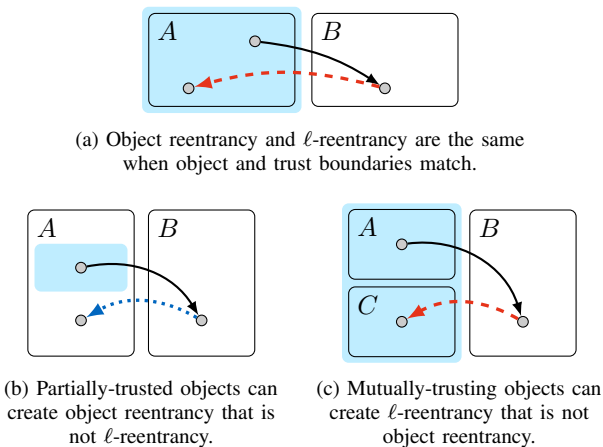 A B
(a) Object reentrancy and ℓ-reentrancy are the same
when object and trust boundaries match.
A B
(b) Partially-trusted objects can
create object reentrancy that is
not ℓ-reentrancy.
A B
C
(c) Mutually-trusting objects can
create ℓ-reentrancy that is not
object reentrancy.